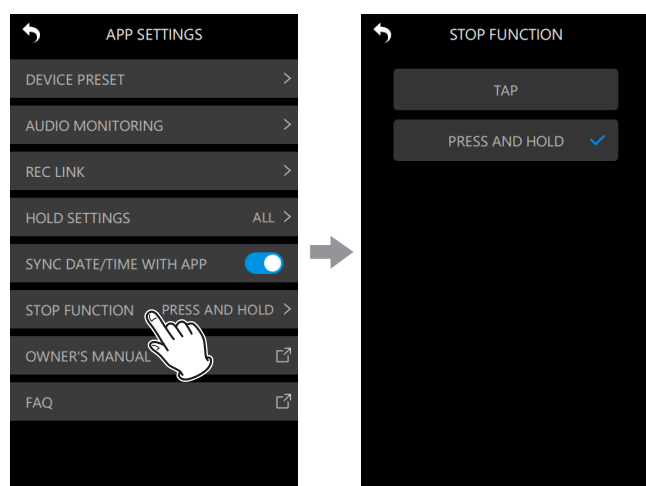 APP SETTINGS
DEVICE PRESET
AUDIO MONITORING
REC LINK
HOLD SETTINGS ALL
SYNC DATE/TIME WITH APP
STOP FUNCTION PRESS AND HOLD
OWNER'S MANUAL
FAQ
STOP FUNCTION
TAP
PRESS AND HOLD